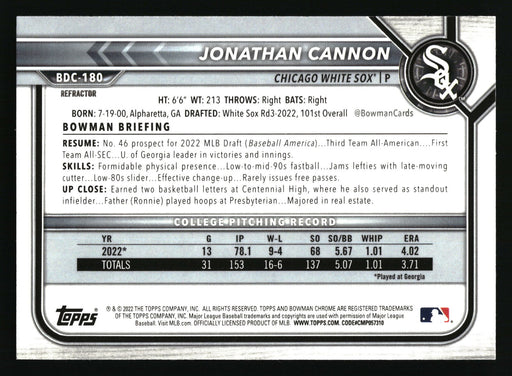 JONATHAN CANNON
BDC-180
CHICAGO WHITE SOX® | P
Sox
REFRACTOR
HT: 6'6" WT: 213 THROWS: Right BATS: Right
BORN: 7-19-00, Alpharetta, GA DRAFTED: White Sox Rd3-2022, 101st Overall @BowmanCards
BOWMAN BRIEFING
RESUME: No. 46 prospect for 2022 MLB Draft (Baseball America)...Third Team All-American....First
Team All-SEC...U. of Georgia leader in victories and innings.
SKILLS: Formidable physical presence...Low-to-mid-90s fastball...Jams lefties with late-moving
cutter...Low-80s slider...Effective change-up...Rarely issues free passes.
UP CLOSE: Earned two basketball letters at Centennial High, where he also served as standout
infielder...Father (Ronnie) played hoops at Presbyterian...Majored in real estate.
COLLEGE PITCHING RECORD
YR G IP W-L SO SO/BB WHIP ERA
2022* 13 78.1 9-4 68 5.67 1.01 4.02
TOTALS 31 153 16-6 137 5.07 1.01 3.71
*Played at Georgia
Topps
® & © 2022 THE TOPPS COMPANY, INC. ALL RIGHTS RESERVED. TOPPS AND BOWMAN CHROME ARE REGISTERED TRADEMARKS
OF THE TOPPS COMPANY, INC. Major League Baseball trademarks and copyrights are used with permission of Major League
Baseball. Visit MLB.com. OFFICIALLY LICENSED PRODUCT OF MLB. WWW.TOPPS.COM. CODE#CMP057310